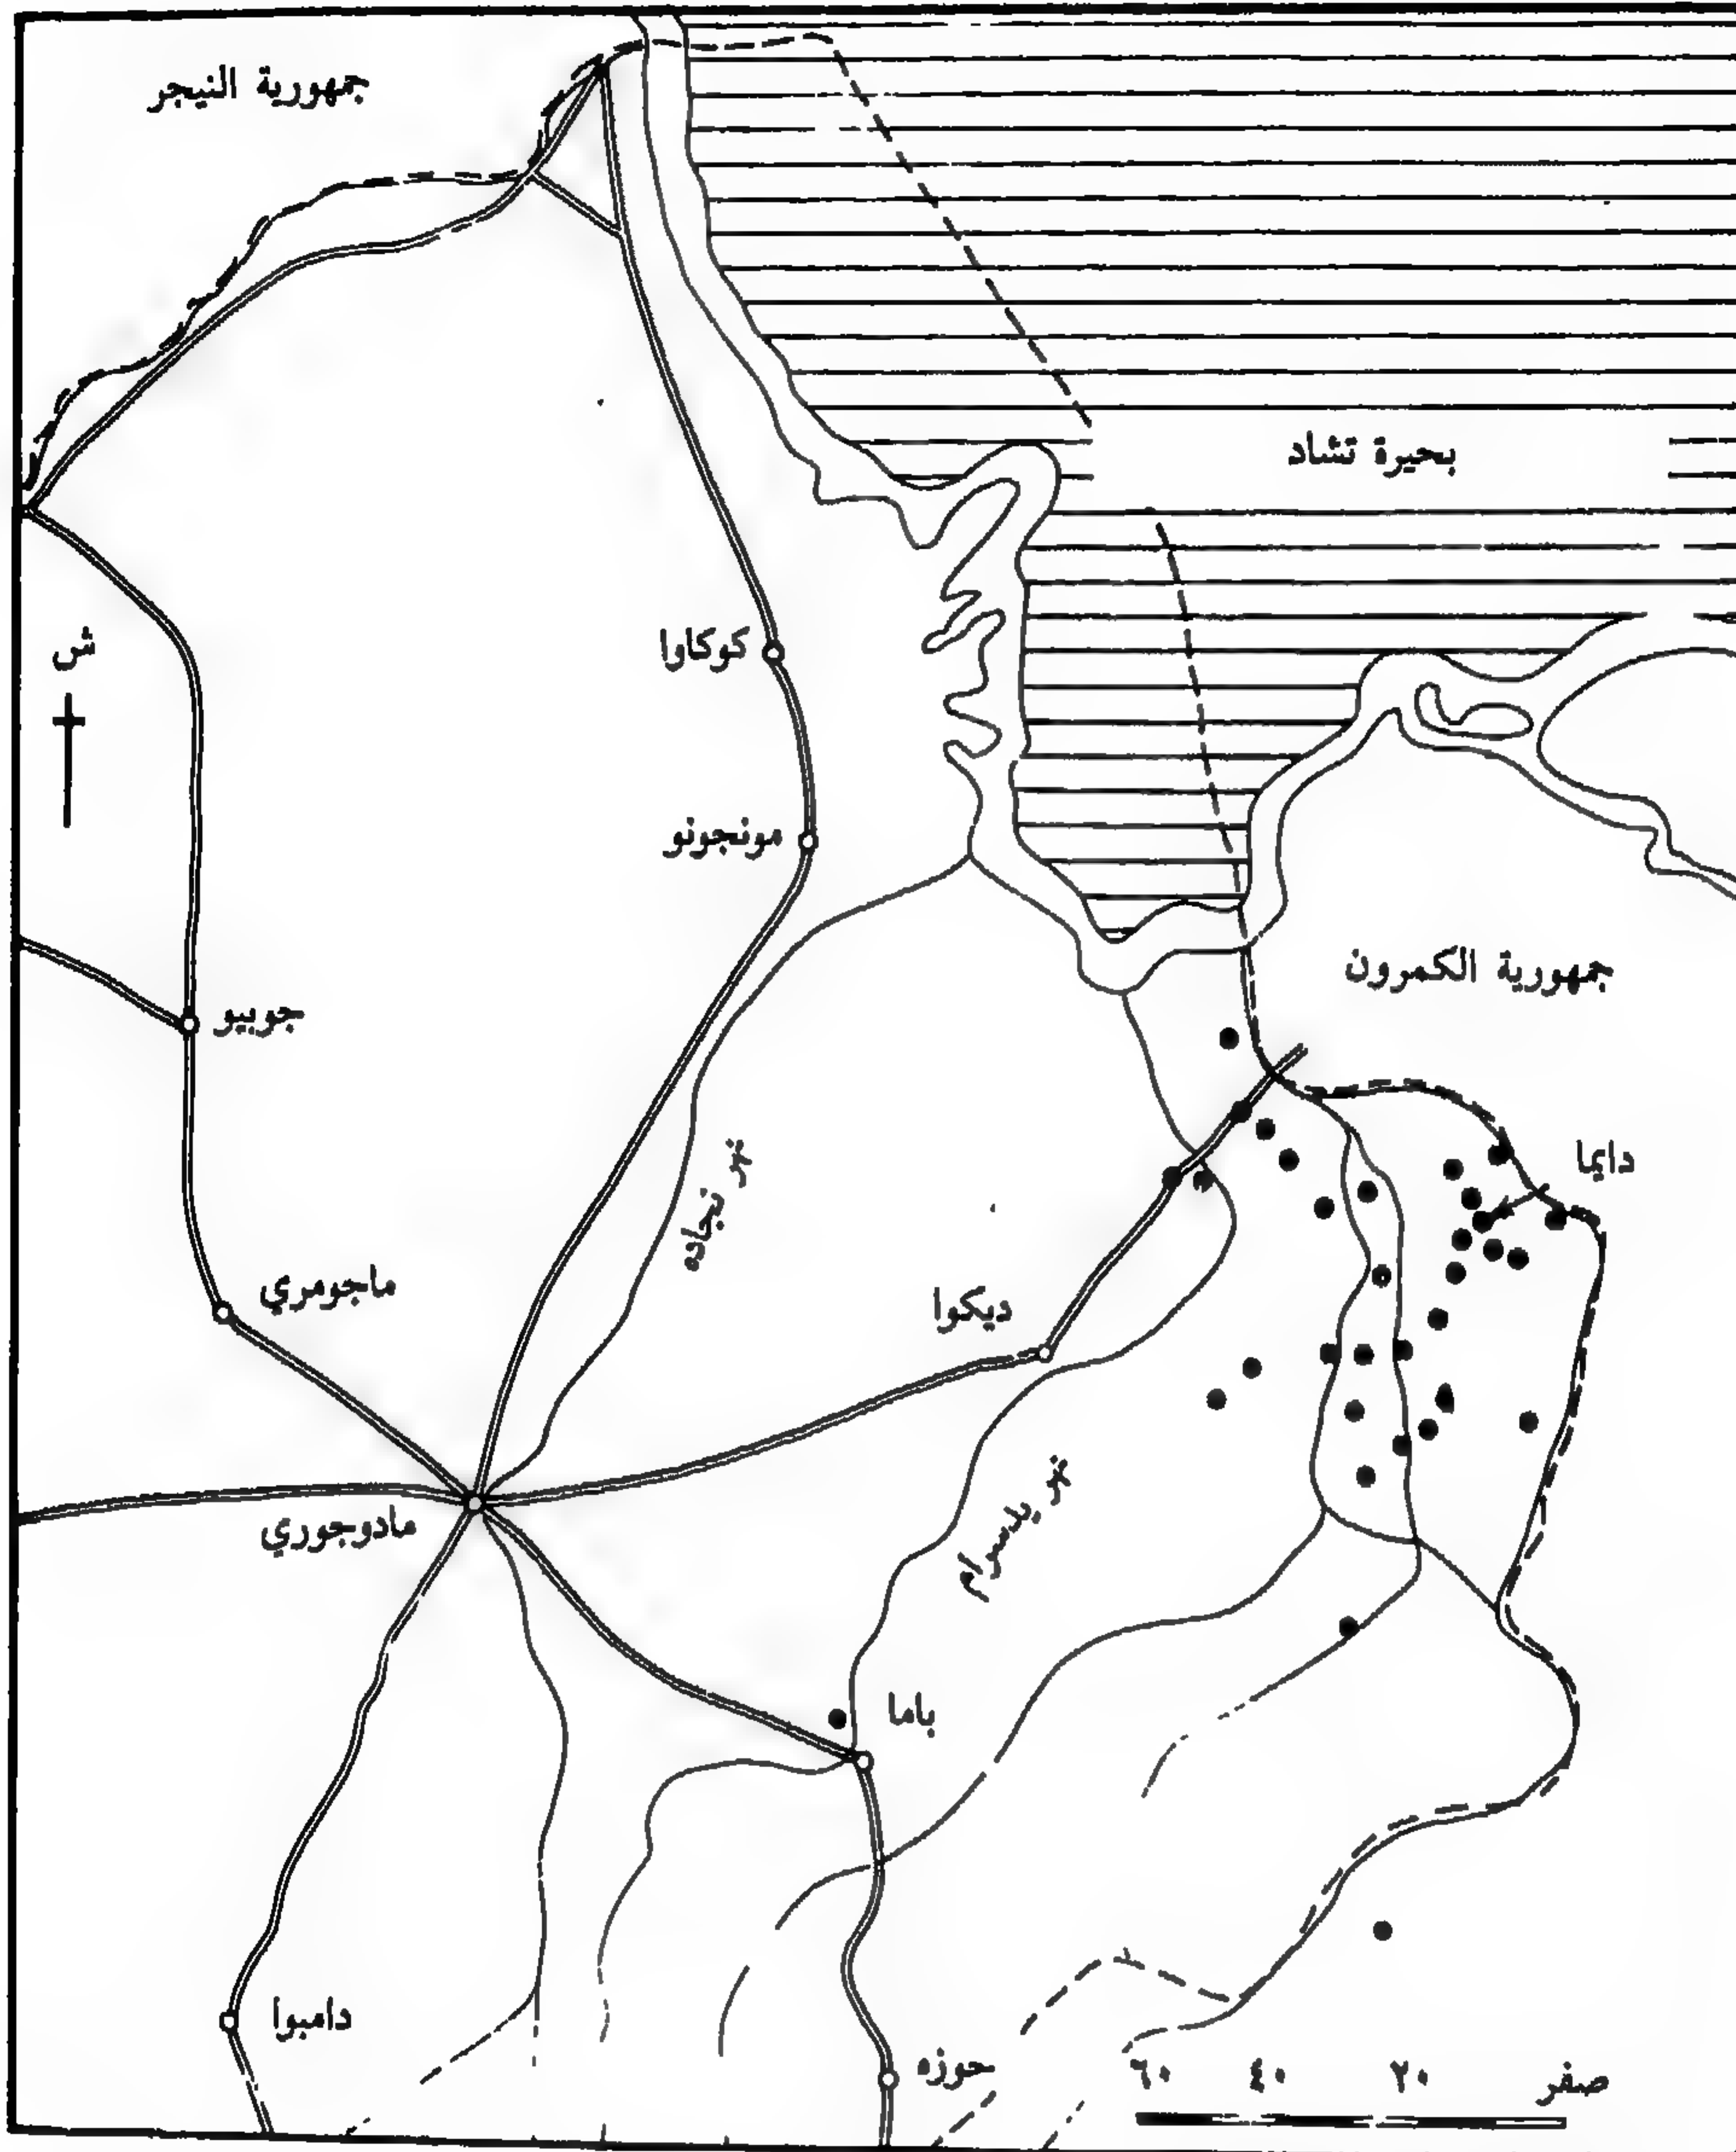 جمهورية النيجر
بحيرة تشاد
كوكاوا
ش
مونجونو
جمهورية الكمرون
جوبيو
دايما
نهر نجاده
ماجومري
ديكوا
مادوجوري
نهر يدسرام
باما
دامبوا
حوزه
صفر ٢٠ ٤٠ ٦٠